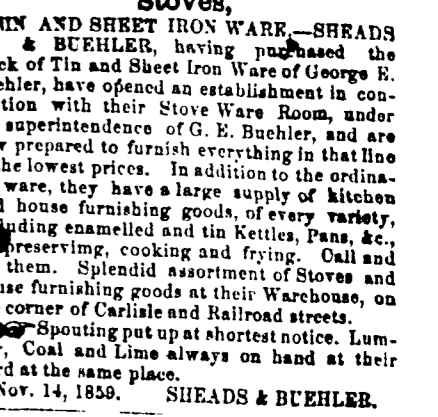 Stoves,
TIN AND SHEET IRON WARE.—SHEADS
& BUEHLER, having purchased the
ck of Tin and Sheet Iron Ware of George E.
ehler, have opened an establishment in con-
tion with their Stove Ware Room, under
superintendence of G. E. Buehler, and are
prepared to furnish everything in that line
the lowest prices. In addition to the ordina-
ware, they have a large supply of kitchen
house furnishing goods, of every variety,
uding enamelled and tin Kettles, Pans, &c.,
preserving, cooking and frying. Call and
them. Splendid assortment of Stoves and
use furnishing goods at their Warehouse, on
corner of Carlisle and Railroad streets.
Spouting put up at shortest notice. Lum-
, Coal and Lime always on hand at their
rd at the same place.
Nov. 14, 1859. SHEADS & BUEHLER.